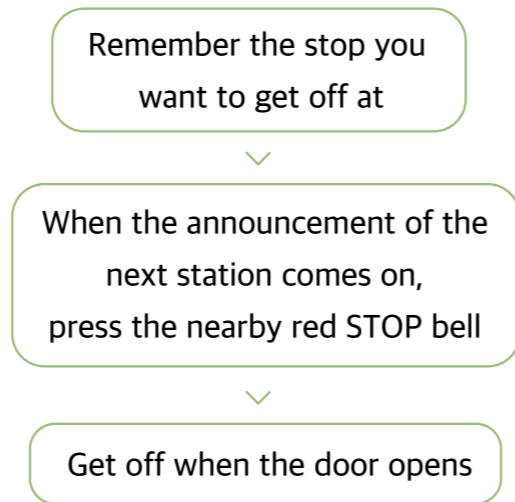 Remember the stop you
want to get off at
When the announcement of the
next station comes on,
press the nearby red STOP bell
Get off when the door opens